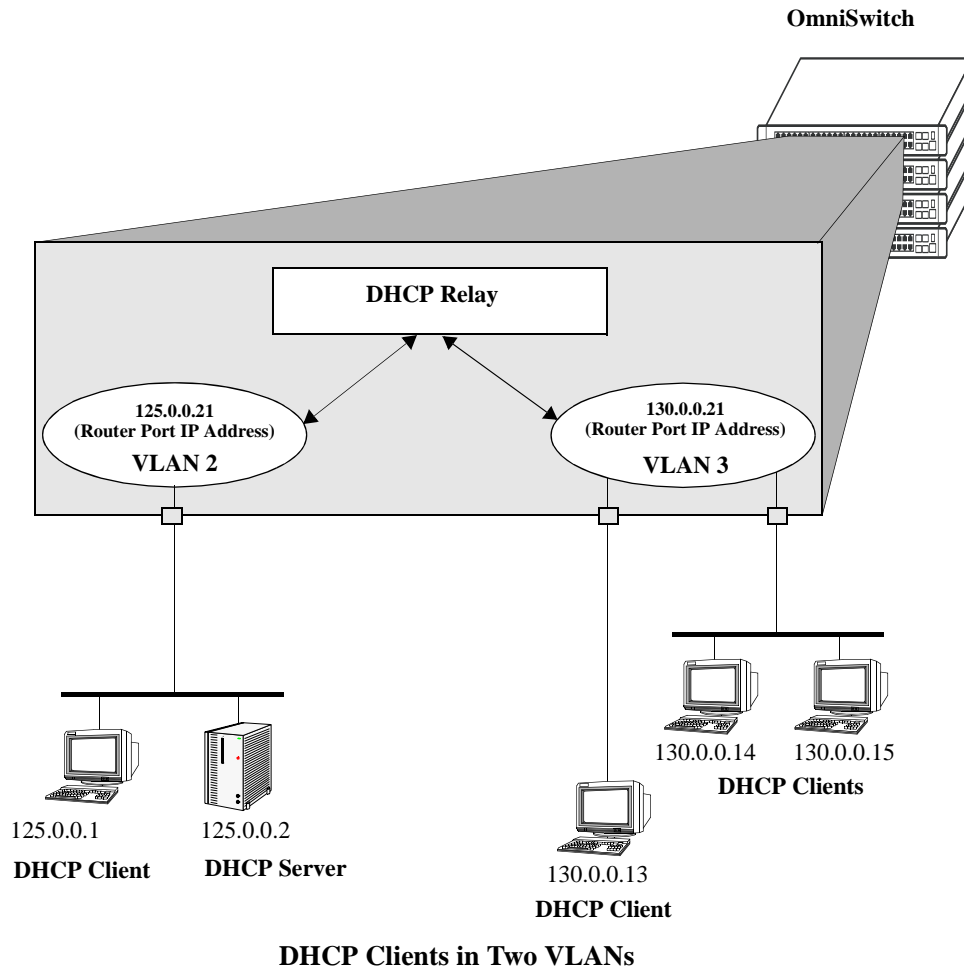 OmniSwitch
DHCP Relay
125.0.0.21
(Router Port IP Address)
VLAN 2
130.0.0.21
(Router Port IP Address)
VLAN 3
130.0.0.14
130.0.0.15
DHCP Clients
125.0.0.1
125.0.0.2
DHCP Client
DHCP Server
130.0.0.13
DHCP Client
DHCP Clients in Two VLANs